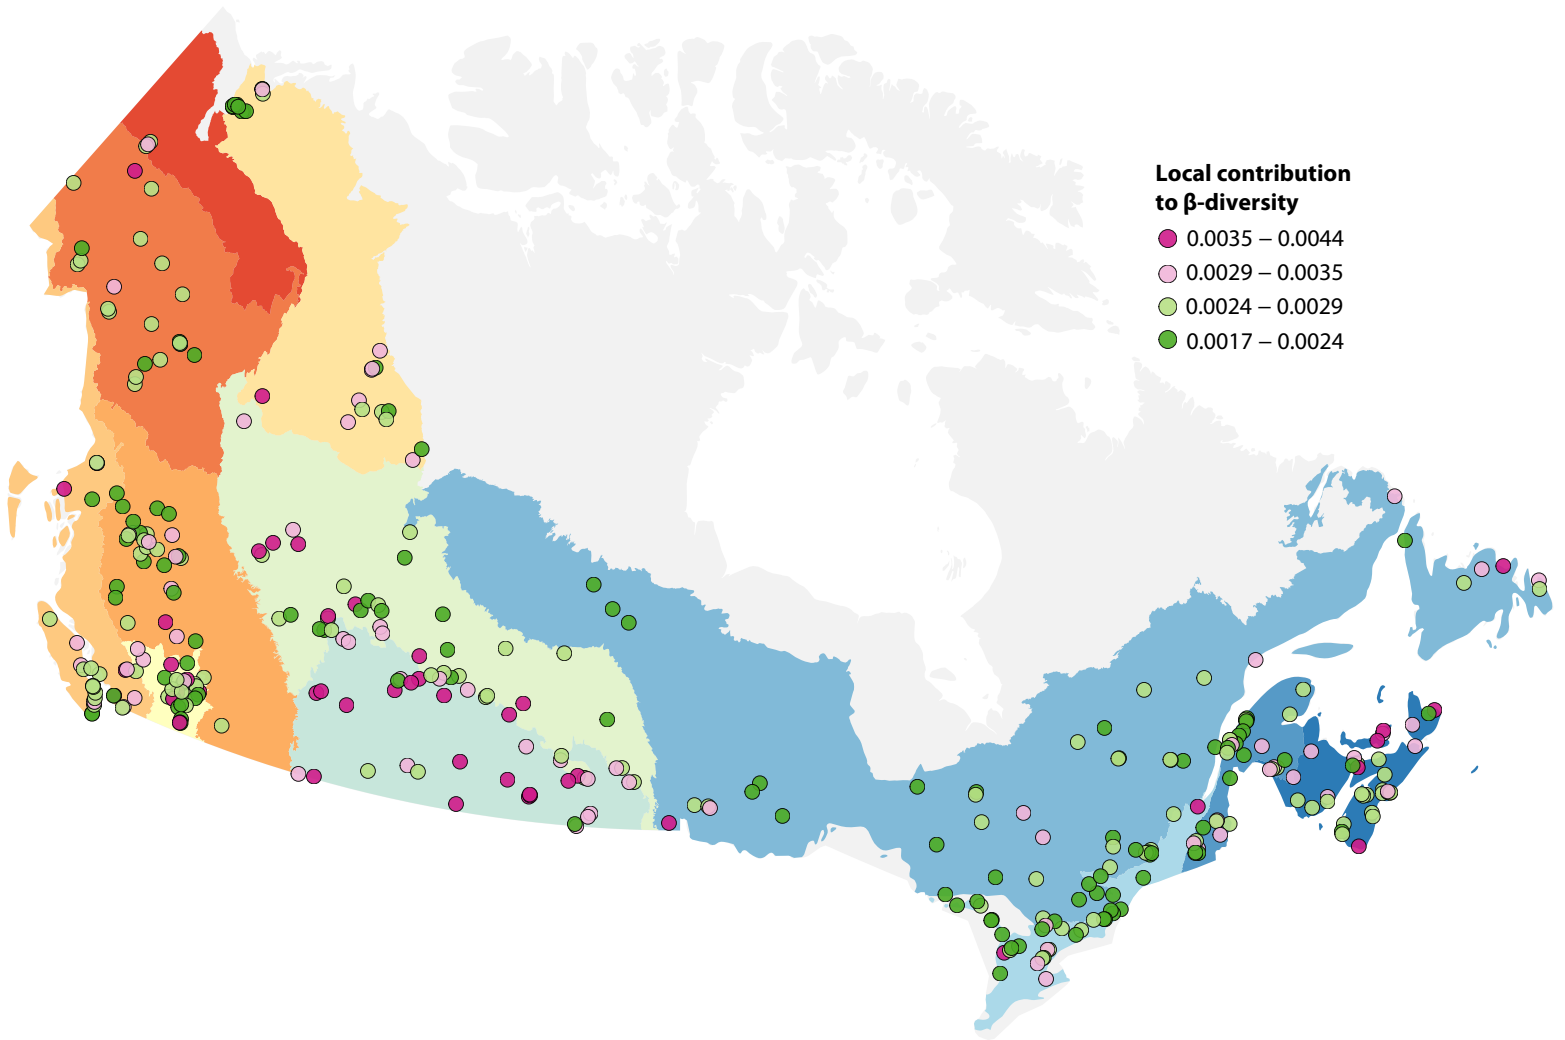 Local contribution
to β-diversity
0.0035 – 0.0044
0.0029 – 0.0035
0.0024 – 0.0029
0.0017 – 0.0024